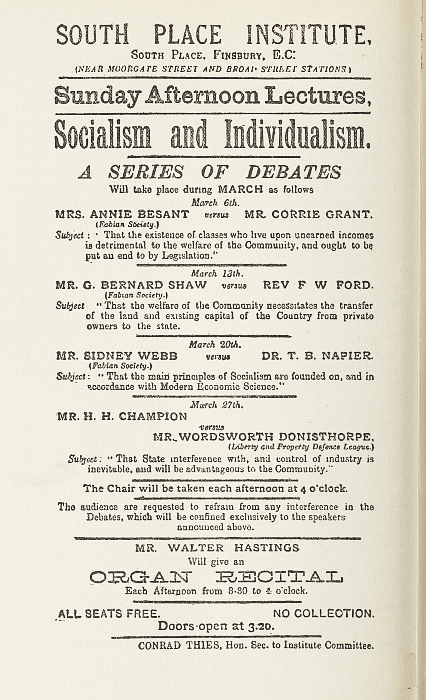 SOUTH PLACE INSTITUTE,
SOUTH PLACE, FINSBURY, E.C.
(NEAR MOORGATE STREET AND BROAD STREET STATIONS)
Sunday Afternoon Lectures,
Socialism and Individualism.
A SERIES OF DEBATES
Will take place during MARCH as follows
March 6th.
MRS. ANNIE BESANT versus MR. CORRIE GRANT.
(Fabian Society.)
Subject: "That the existence of classes who live upon unearned incomes
is detrimental to the welfare of the Community, and ought to be
put an end to by Legislation."
March 13th.
MR. G. BERNARD SHAW versus REV F W FORD.
(Fabian Society.)
Subject "That the welfare of the Community necessitates the transfer
of the land and existing capital of the Country from private
owners to the state.
March 20th.
MR. SIDNEY WEBB versus DR. T. B. NAPIER.
(Fabian Society.)
Subject: "That the main principles of Socialism are founded on, and in
accordance with Modern Economic Science."
March 27th.
MR. H. H. CHAMPION
versus
MR. WORDSWORTH DONISTHORPE,
(Liberty and Property Defence League.)
Subject: "That State interference with, and control of industry is
inevitable, and will be advantageous to the Community."
The Chair will be taken each afternoon at 4 o'clock.
The audience are requested to refrain from any interference in the
Debates, which will be confined exclusively to the speakers
announced above.
MR. WALTER HASTINGS
Will give an
ORGAN RECITAL
Each Afternoon from 3-30 to 4 o'clock.
ALL SEATS FREE. NO COLLECTION.
Doors open at 3.20.
CONRAD THIES, Hon. Sec. to Institute Committee.